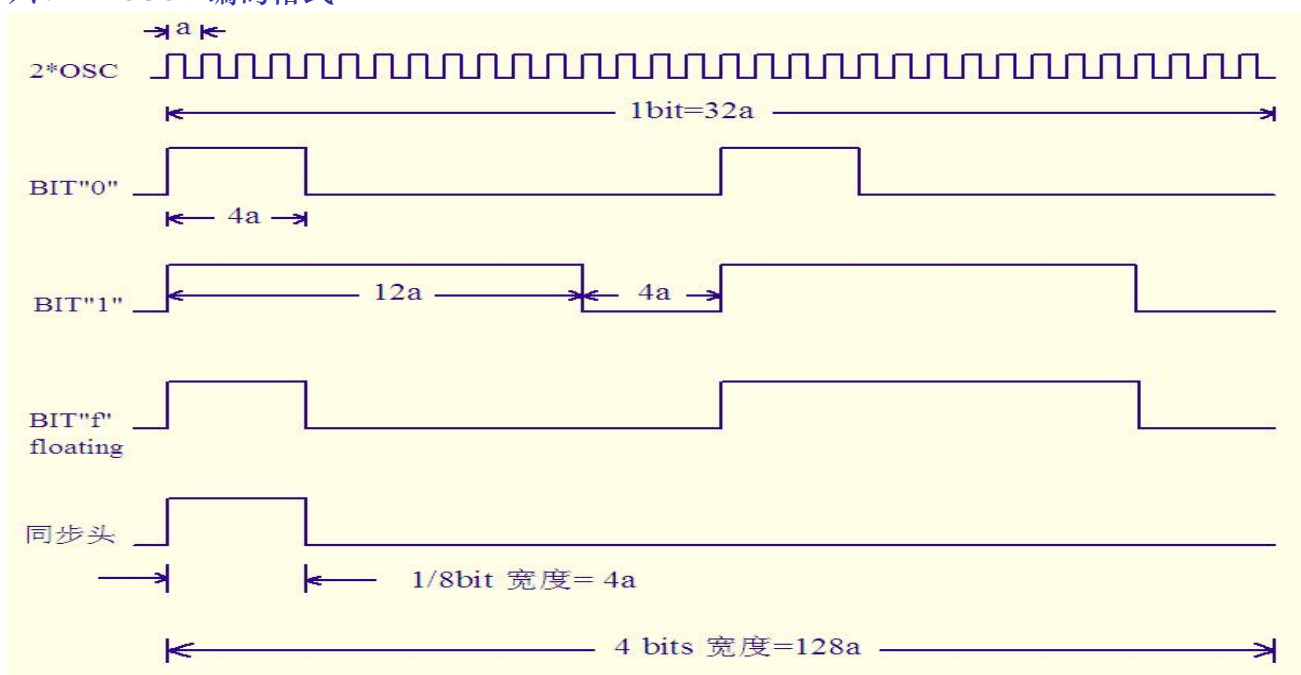 a
2*OSC
1bit=32a
BIT"0"
4a
BIT"1"
12a
4a
BIT"f"
floating
同步头
1/8bit 宽度= 4a
4 bits 宽度=128a